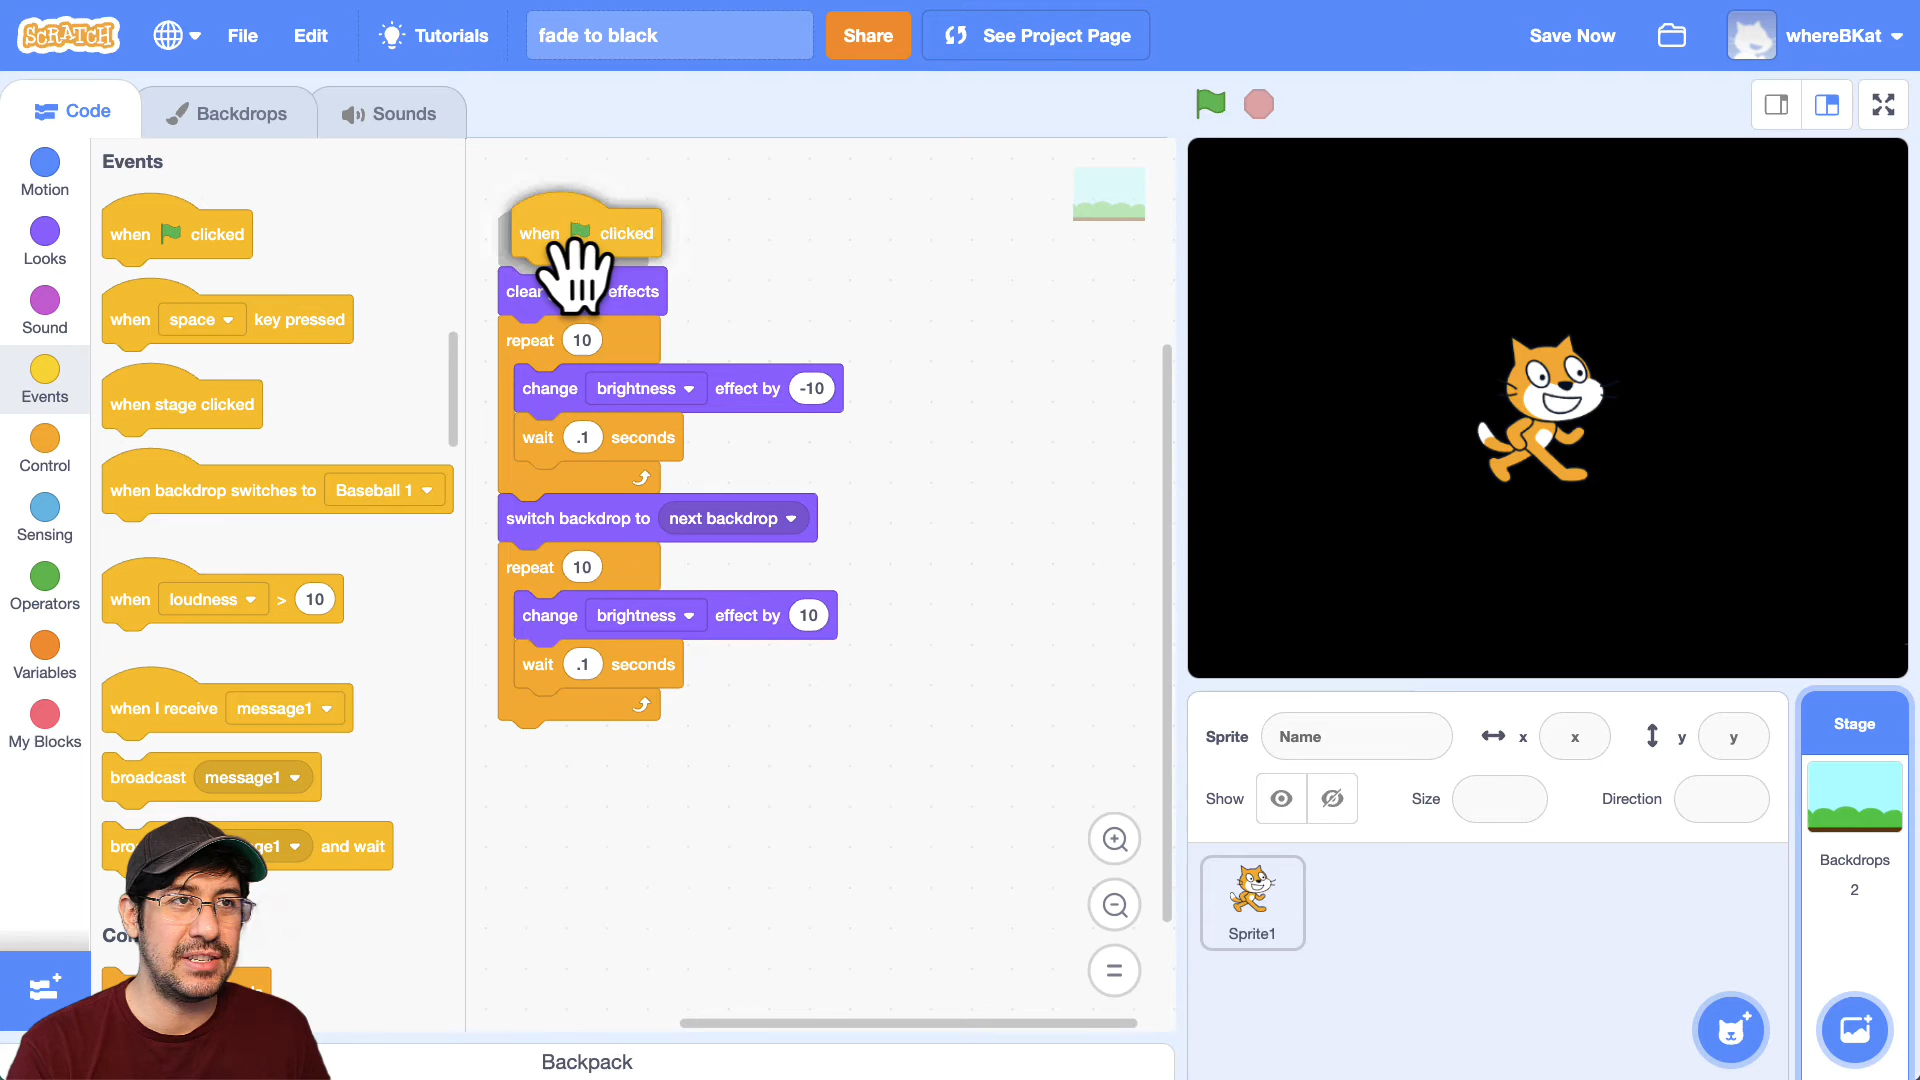 SCRATCH
File
Edit
Tutorials
fade to black
Share
See Project Page
Save Now
whereBKat
Code
Backdrops
Sounds
Motion
Looks
Sound
Events
Control
Sensing
Operators
Variables
My Blocks
Events
when clicked
when space key pressed
when stage clicked
when backdrop switches to Baseball 1
when loudness > 10
when I receive message1
broadcast message1
and wait
when clicked
clear effects
repeat 10
change brightness effect by -10
wait .1 seconds
switch backdrop to next backdrop
repeat 10
change brightness effect by 10
wait .1 seconds
Backpack
Sprite Name x x y y
Show Size Direction
Sprite1
Stage
Backdrops
2